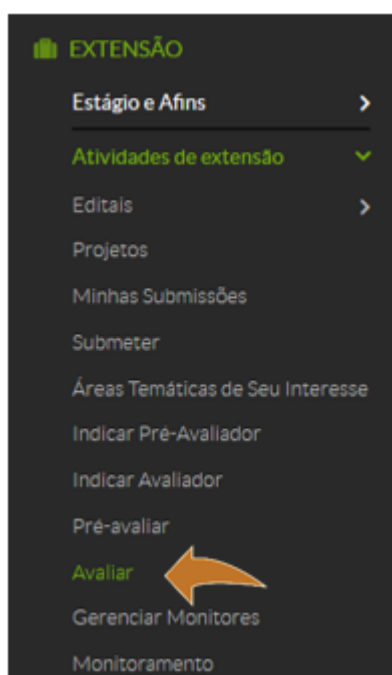 EXTENSÃO
Estágio e Afins
Atividades de extensão
Editais
Projetos
Minhas Submissões
Submeter
Áreas Temáticas de Seu Interesse
Indicar Pré-Avaliador
Indicar Avaliador
Pré-avaliar
Avaliar
Gerenciar Monitores
Monitoramento